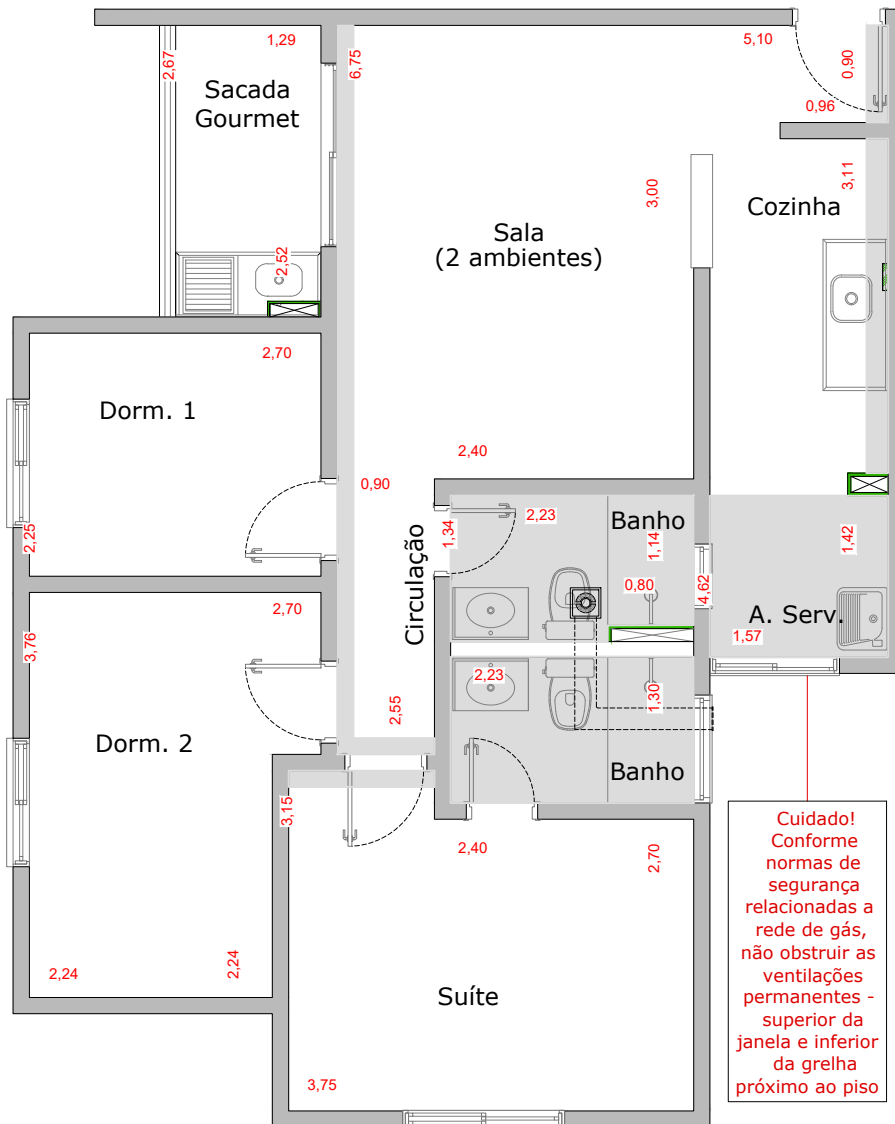 1,29
5,10
2,67
6,75
0,90
Sacada
Gourmet
0,96
3,11
3,00
Cozinha
Sala
(2 ambientes)
2,52
2,70
Dorm. 1
2,40
0,90
2,25
Circulação
1,34
2,23
Banho
1,14
1,42
0,80
4,62
2,70
A. Serv.
1,57
3,76
2,23
1,30
2,55
Dorm. 2
Banho
3,15
2,40
2,70
2,24
2,24
Suíte
3,75
Cuidado!
Conforme
normas de
segurança
relacionadas a
rede de gás,
não obstruir as
ventilações
permanentes -
superior da
janela e inferior
da grelha
próximo ao piso